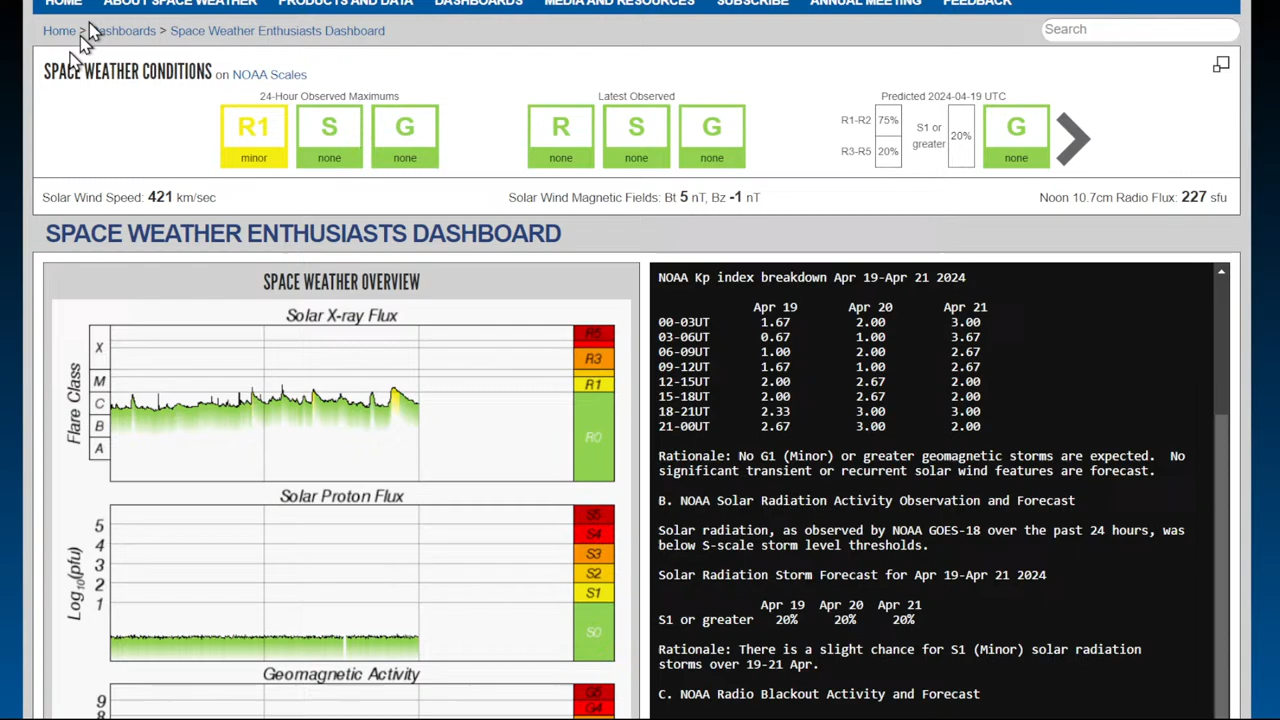 HOME ABOUT SPACE WEATHER PRODUCTS AND DATA DASHBOARDS MEDIA AND RESOURCES SUBSCRIBE ANNUAL MEETING FEEDBACK
Home > Dashboards > Space Weather Enthusiasts Dashboard
Search
SPACE WEATHER CONDITIONS on NOAA Scales
24-Hour Observed Maximums
R1 S G
minor none none
Latest Observed
R S G
none none none
Predicted 2024-04-19 UTC
R1-R2 75%
R3-R5 20%
S1 or
greater
20%
G
none
Solar Wind Speed: 421 km/sec
Solar Wind Magnetic Fields: Bt 5 nT, Bz -1 nT
Noon 10.7cm Radio Flux: 227 sfu
SPACE WEATHER ENTHUSIASTS DASHBOARD
SPACE WEATHER OVERVIEW
Solar X-ray Flux
Flare Class
X
M
C
B
A
R5
R3
R1
R0
Solar Proton Flux
Log10(pfu)
5
4
3
2
1
S5
S4
S3
S2
S1
S0
Geomagnetic Activity
9
8
G5
G4
NOAA Kp index breakdown Apr 19-Apr 21 2024
Apr 19 Apr 20 Apr 21
00-03UT 1.67 2.00 3.00
03-06UT 0.67 1.00 3.67
06-09UT 1.00 2.00 2.67
09-12UT 1.67 1.00 2.67
12-15UT 2.00 2.67 2.00
15-18UT 2.00 2.67 2.00
18-21UT 2.33 3.00 3.00
21-00UT 2.67 3.00 2.00
Rationale: No G1 (Minor) or greater geomagnetic storms are expected. No
significant transient or recurrent solar wind features are forecast.
B. NOAA Solar Radiation Activity Observation and Forecast
Solar radiation, as observed by NOAA GOES-18 over the past 24 hours, was
below S-scale storm level thresholds.
Solar Radiation Storm Forecast for Apr 19-Apr 21 2024
Apr 19 Apr 20 Apr 21
S1 or greater 20% 20% 20%
Rationale: There is a slight chance for S1 (Minor) solar radiation
storms over 19-21 Apr.
C. NOAA Radio Blackout Activity and Forecast